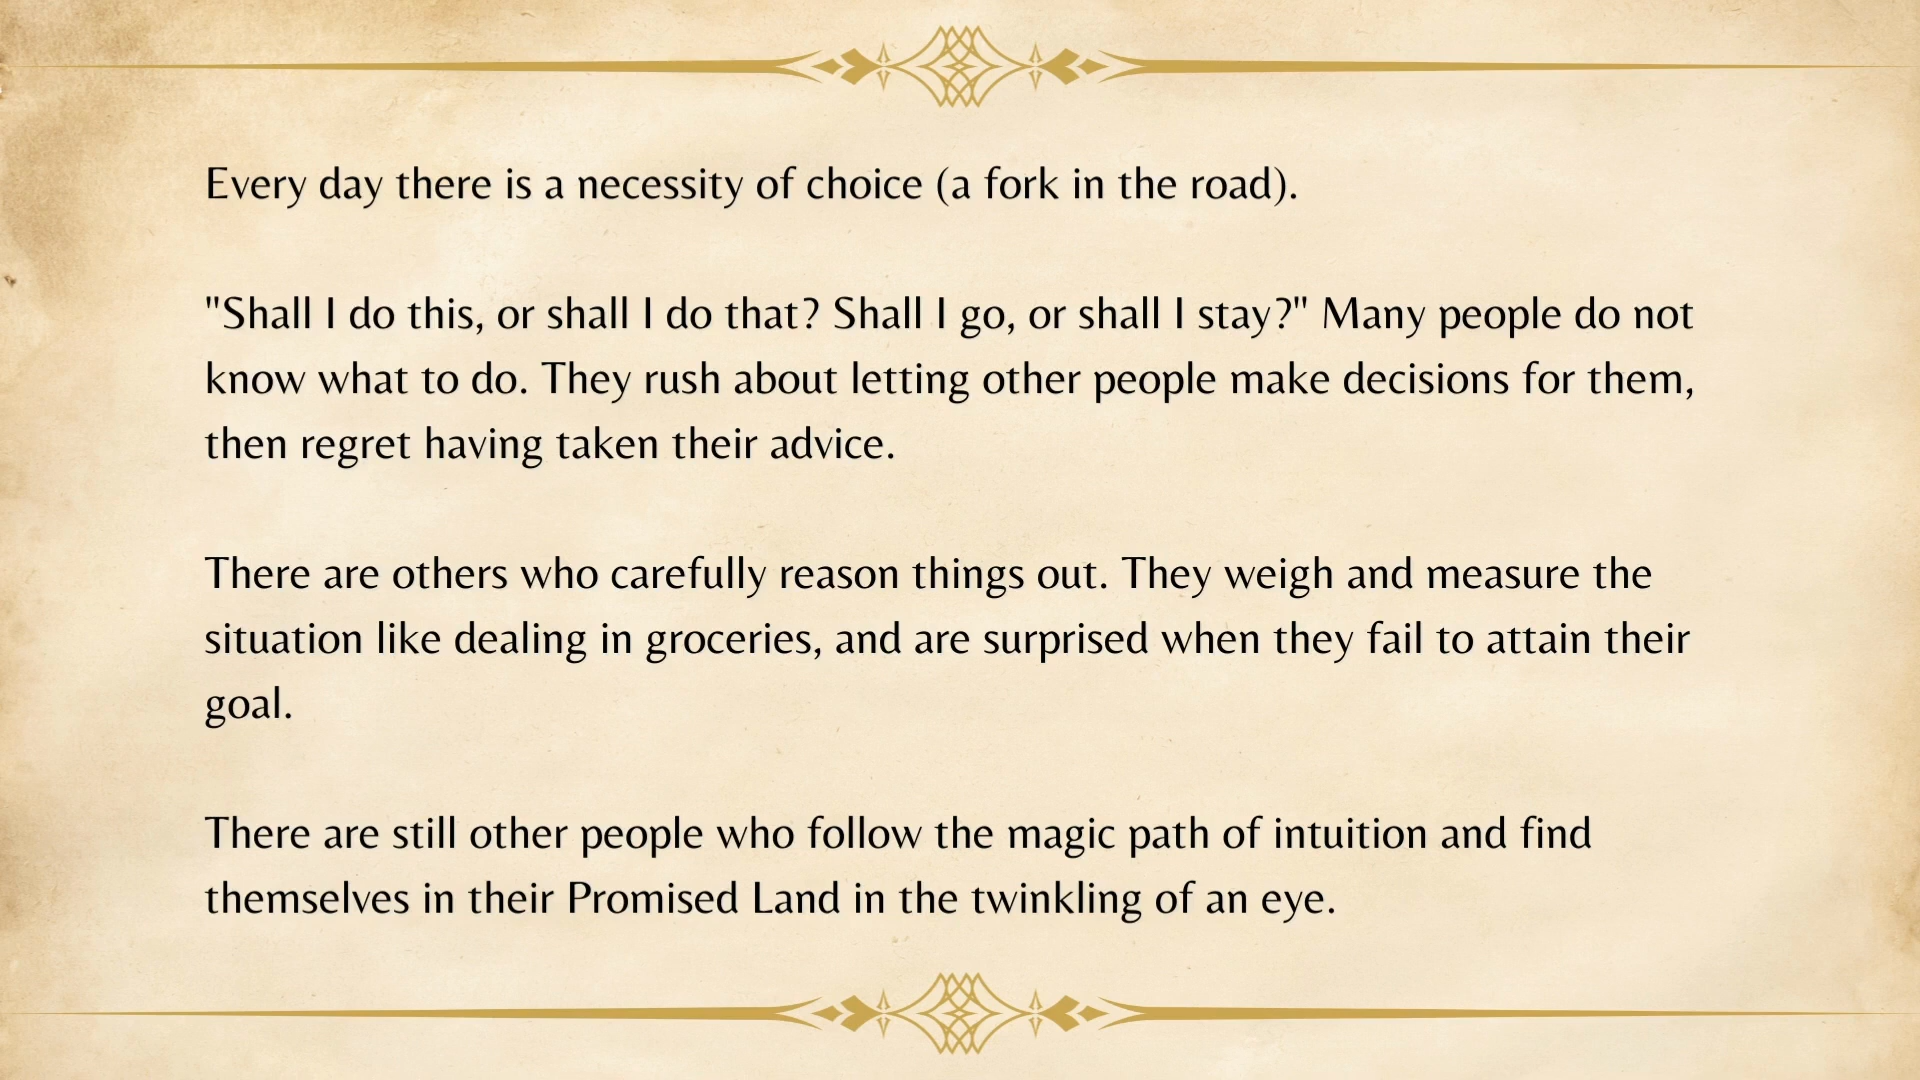 Every day there is a necessity of choice (a fork in the road).
"Shall I do this, or shall I do that? Shall I go, or shall I stay?" Many people do not
know what to do. They rush about letting other people make decisions for them,
then regret having taken their advice.
There are others who carefully reason things out. They weigh and measure the
situation like dealing in groceries, and are surprised when they fail to attain their
goal.
There are still other people who follow the magic path of intuition and find
themselves in their Promised Land in the twinkling of an eye.